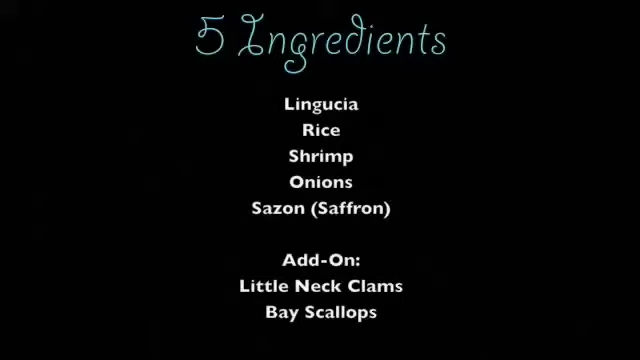 5 Ingredients
Lingucia
Rice
Shrimp
Onions
Sazon (Saffron)
Add-On:
Little Neck Clams
Bay Scallops